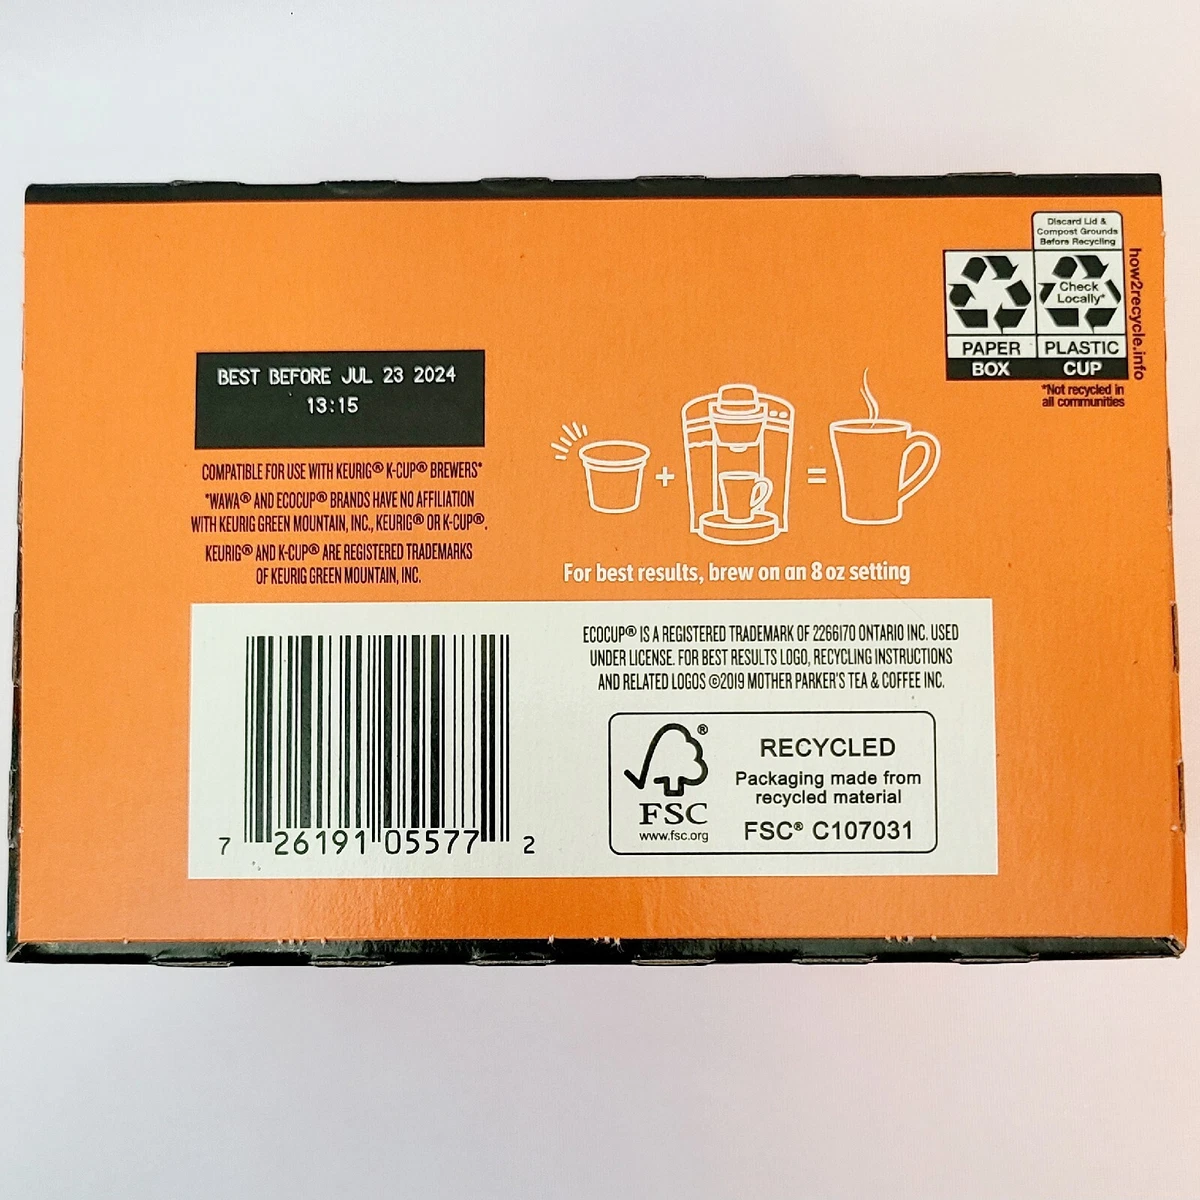 Discard Lid &
Compost Grounds
Before Recycling
Check
Locally*
PAPER
BOX
PLASTIC
CUP
how2recycle.info
*Not recycled in
all communities
BEST BEFORE JUL 23 2024
13:15
COMPATIBLE FOR USE WITH KEURIG® K-CUP® BREWERS*
*WAWA® AND ECOCUP® BRANDS HAVE NO AFFILIATION
WITH KEURIG GREEN MOUNTAIN, INC., KEURIG® OR K-CUP®.
KEURIG® AND K-CUP® ARE REGISTERED TRADEMARKS
OF KEURIG GREEN MOUNTAIN, INC.
+ =
For best results, brew on an 8 oz setting
7 26191 05577 2
ECOCUP® IS A REGISTERED TRADEMARK OF 2266170 ONTARIO INC. USED
UNDER LICENSE. FOR BEST RESULTS LOGO, RECYCLING INSTRUCTIONS
AND RELATED LOGOS ©2019 MOTHER PARKER'S TEA & COFFEE INC.
®
FSC
www.fsc.org
RECYCLED
Packaging made from
recycled material
FSC® C107031